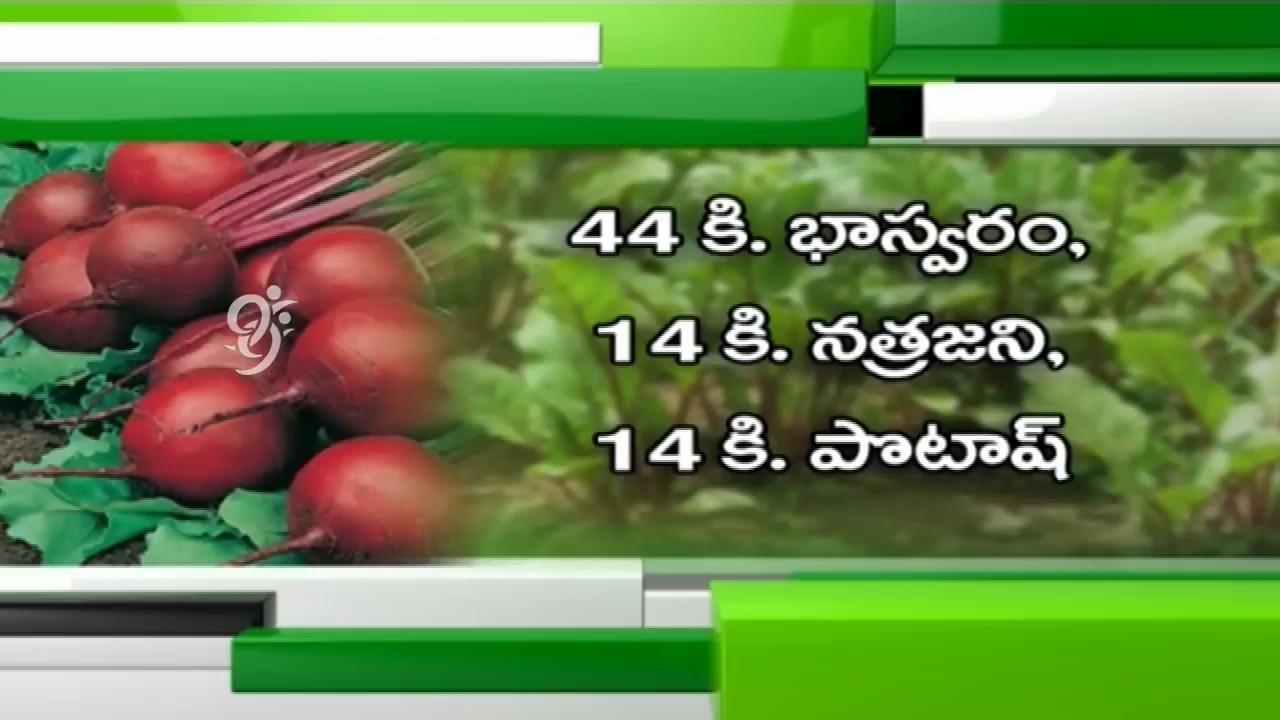 44 కి. భాస్వరం,
14 కి. నత్రజని,
14 కి. పొటాష్